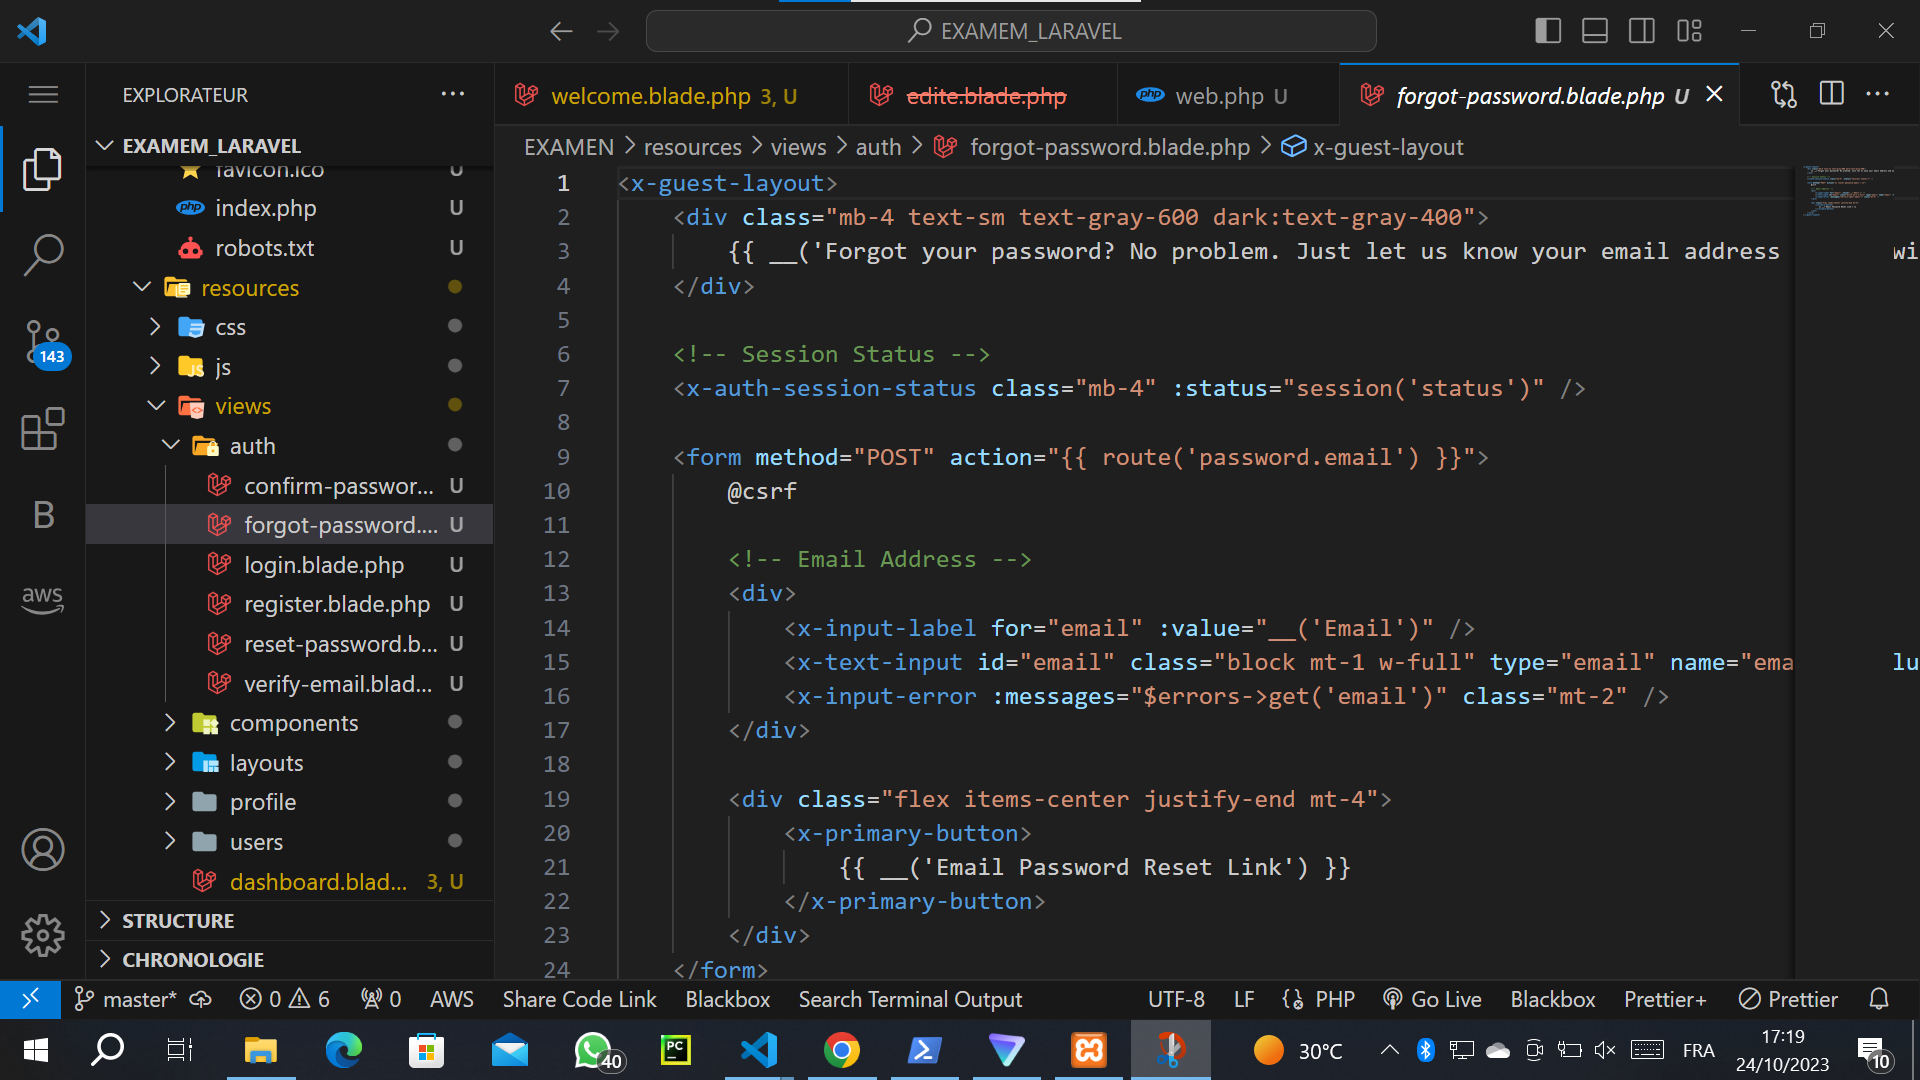 EXAMEM_LARAVEL
EXPLORATEUR
welcome.blade.php 3, U
edite.blade.php
php web.php U
forgot-password.blade.php U
EXAMEN > resources > views > auth > forgot-password.blade.php > x-guest-layout
EXAMEM_LARAVEL
favicon.ico U
php index.php U
robots.txt U
resources
css
js
views
auth
confirm-passwor... U
forgot-password.... U
login.blade.php U
register.blade.php U
reset-password.b... U
verify-email.blad... U
components
layouts
profile
users
dashboard.blad... 3, U
STRUCTURE
CHRONOLOGIE
143
B
aws
1 <x-guest-layout>
2 <div class="mb-4 text-sm text-gray-600 dark:text-gray-400">
3 {{ __('Forgot your password? No problem. Just let us know your email address wi
4 </div>
5
6 <!-- Session Status -->
7 <x-auth-session-status class="mb-4" :status="session('status')" />
8
9 <form method="POST" action="{{ route('password.email') }}">
10 @csrf
11
12 <!-- Email Address -->
13 <div>
14 <x-input-label for="email" :value="__('Email')" />
15 <x-text-input id="email" class="block mt-1 w-full" type="email" name="ema lu
16 <x-input-error :messages="$errors->get('email')" class="mt-2" />
17 </div>
18
19 <div class="flex items-center justify-end mt-4">
20 <x-primary-button>
21 {{ __('Email Password Reset Link') }}
22 </x-primary-button>
23 </div>
24 </form>
master* 0 6 0 AWS Share Code Link Blackbox Search Terminal Output UTF-8 LF PHP Go Live Blackbox Prettier+ Prettier
40 PC 30°C FRA 17:19
24/10/2023 10